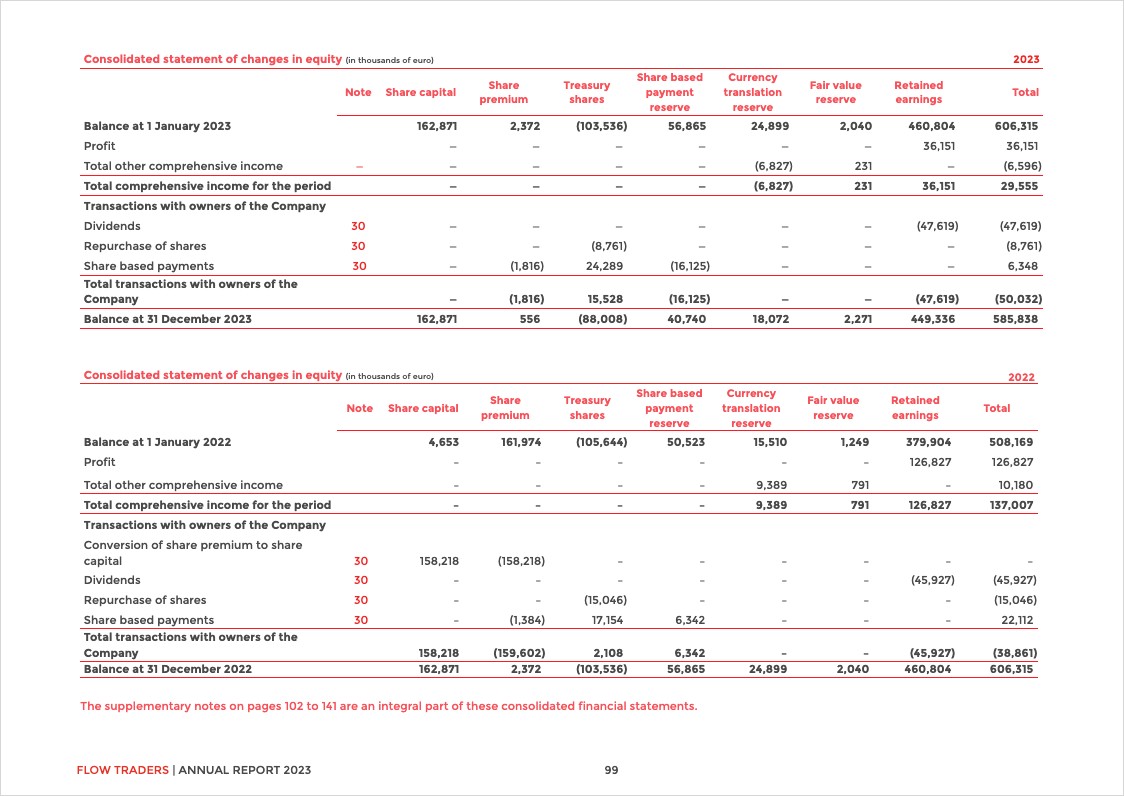 Consolidated statement of changes in equity (in thousands of euro) 2023
Note Share capital Share premium Treasury shares Share based payment reserve Currency translation reserve Fair value reserve Retained earnings Total
Balance at 1 January 2023 162,871 2,372 (103,536) 56,865 24,899 2,040 460,804 606,315
Profit – – – – – – 36,151 36,151
Total other comprehensive income – – – – – (6,827) 231 – (6,596)
Total comprehensive income for the period – – – – (6,827) 231 36,151 29,555
Transactions with owners of the Company
Dividends 30 – – – – – – (47,619) (47,619)
Repurchase of shares 30 – – (8,761) – – – – (8,761)
Share based payments 30 – (1,816) 24,289 (16,125) – – – 6,348
Total transactions with owners of the
Company – (1,816) 15,528 (16,125) – – (47,619) (50,032)
Balance at 31 December 2023 162,871 556 (88,008) 40,740 18,072 2,271 449,336 585,838
Consolidated statement of changes in equity (in thousands of euro) 2022
Note Share capital Share premium Treasury shares Share based payment reserve Currency translation reserve Fair value reserve Retained earnings Total
Balance at 1 January 2022 4,653 161,974 (105,644) 50,523 15,510 1,249 379,904 508,169
Profit – – – – – – 126,827 126,827
Total other comprehensive income – – – – 9,389 791 – 10,180
Total comprehensive income for the period – – – – 9,389 791 126,827 137,007
Transactions with owners of the Company
Conversion of share premium to share
capital 30 158,218 (158,218) – – – – – –
Dividends 30 – – – – – – (45,927) (45,927)
Repurchase of shares 30 – – (15,046) – – – – (15,046)
Share based payments 30 – (1,384) 17,154 6,342 – – – 22,112
Total transactions with owners of the
Company 158,218 (159,602) 2,108 6,342 – – (45,927) (38,861)
Balance at 31 December 2022 162,871 2,372 (103,536) 56,865 24,899 2,040 460,804 606,315
The supplementary notes on pages 102 to 141 are an integral part of these consolidated financial statements.
FLOW TRADERS | ANNUAL REPORT 2023 99